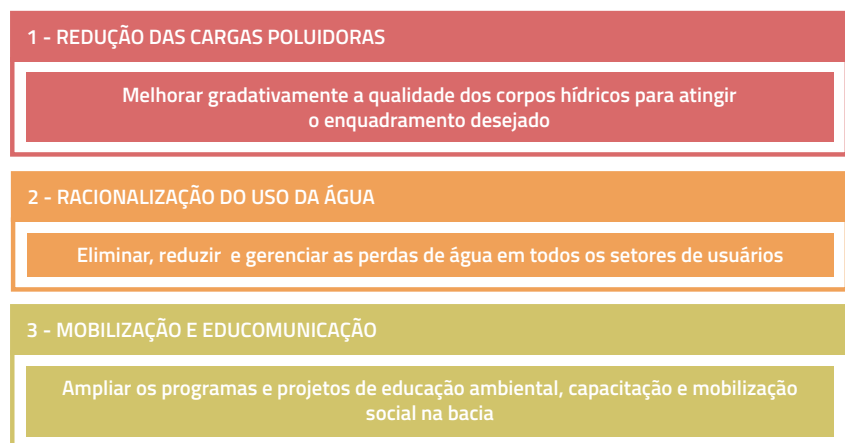 1 - REDUÇÃO DAS CARGAS POLUIDORAS
Melhorar gradativamente a qualidade dos corpos hídricos para atingir
o enquadramento desejado
2 - RACIONALIZAÇÃO DO USO DA ÁGUA
Eliminar, reduzir e gerenciar as perdas de água em todos os setores de usuários
3 - MOBILIZAÇÃO E EDUCOMUNICAÇÃO
Ampliar os programas e projetos de educação ambiental, capacitação e mobilização
social na bacia